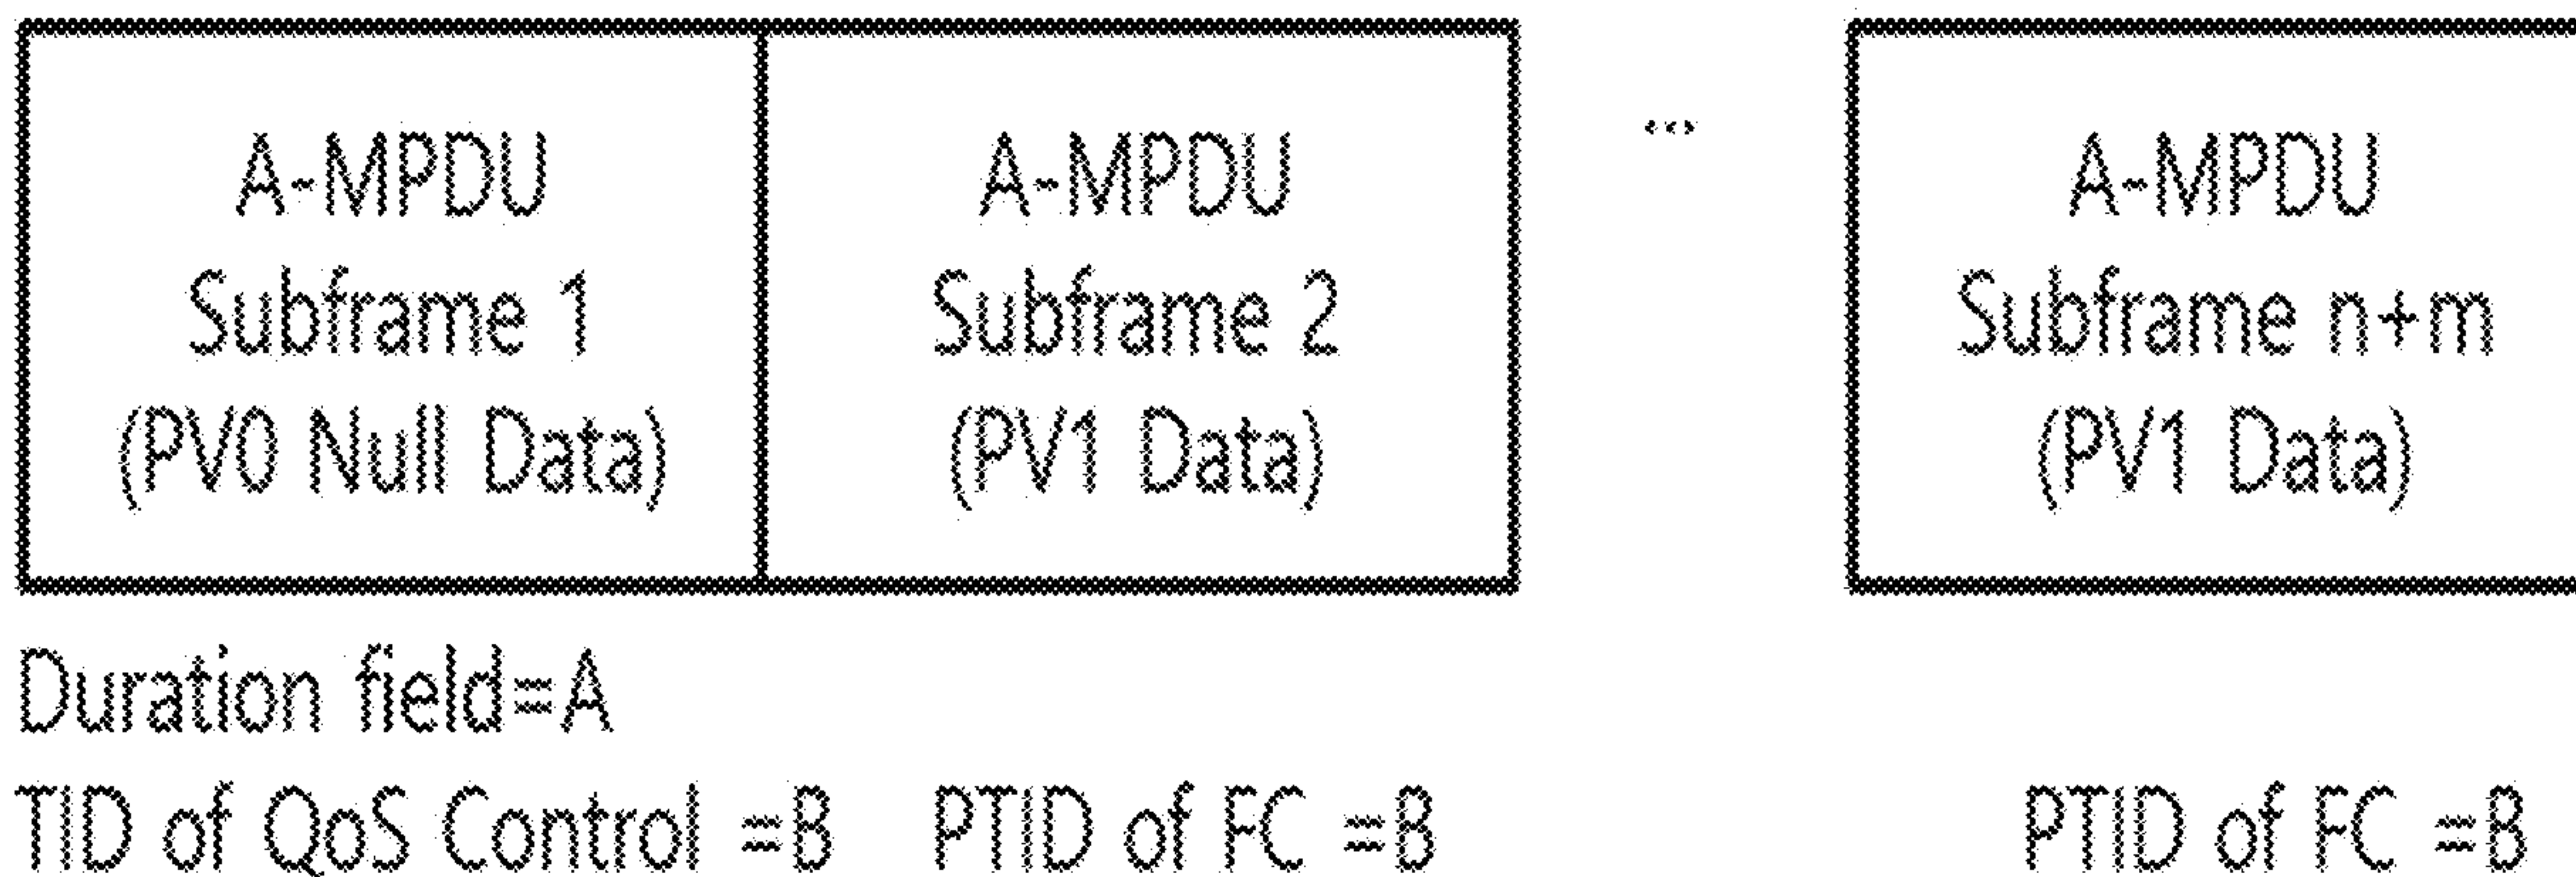 A-MPDU
Subframe 1
(PV0 Null Data)
A-MPDU
Subframe 2
(PV1 Data)
...
A-MPDU
Subframe n+m
(PV1 Data)
Duration field=A
TID of QoS Control =B
PTID of FC =B
PTID of FC =B